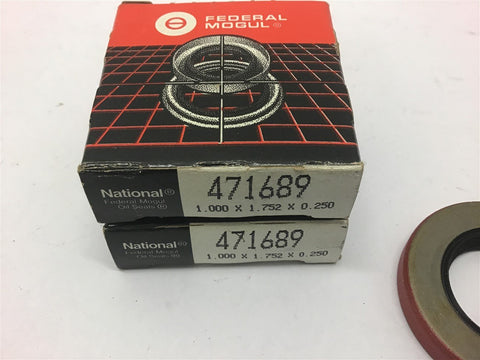 FEDERAL
MOGUL®
National®
Federal Mogul
Oil Seals ®
471689
1.000 X 1.752 X 0.250
National®
Federal Mogul
Oil Seals ®
471689
1.000 X 1.752 X 0.250